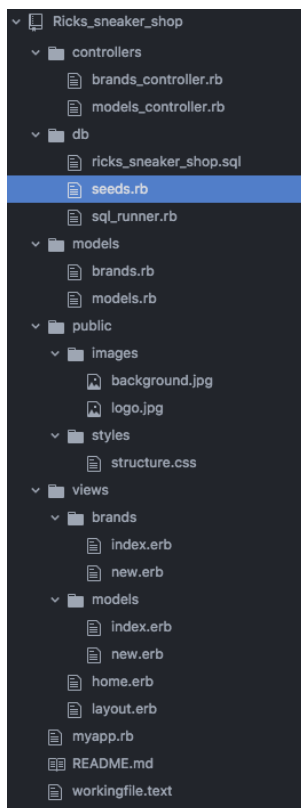 Ricks_sneaker_shop
controllers
brands_controller.rb
models_controller.rb
db
ricks_sneaker_shop.sql
seeds.rb
sql_runner.rb
models
brands.rb
models.rb
public
images
background.jpg
logo.jpg
styles
structure.css
views
brands
index.erb
new.erb
models
index.erb
new.erb
home.erb
layout.erb
myapp.rb
README.md
workingfile.text